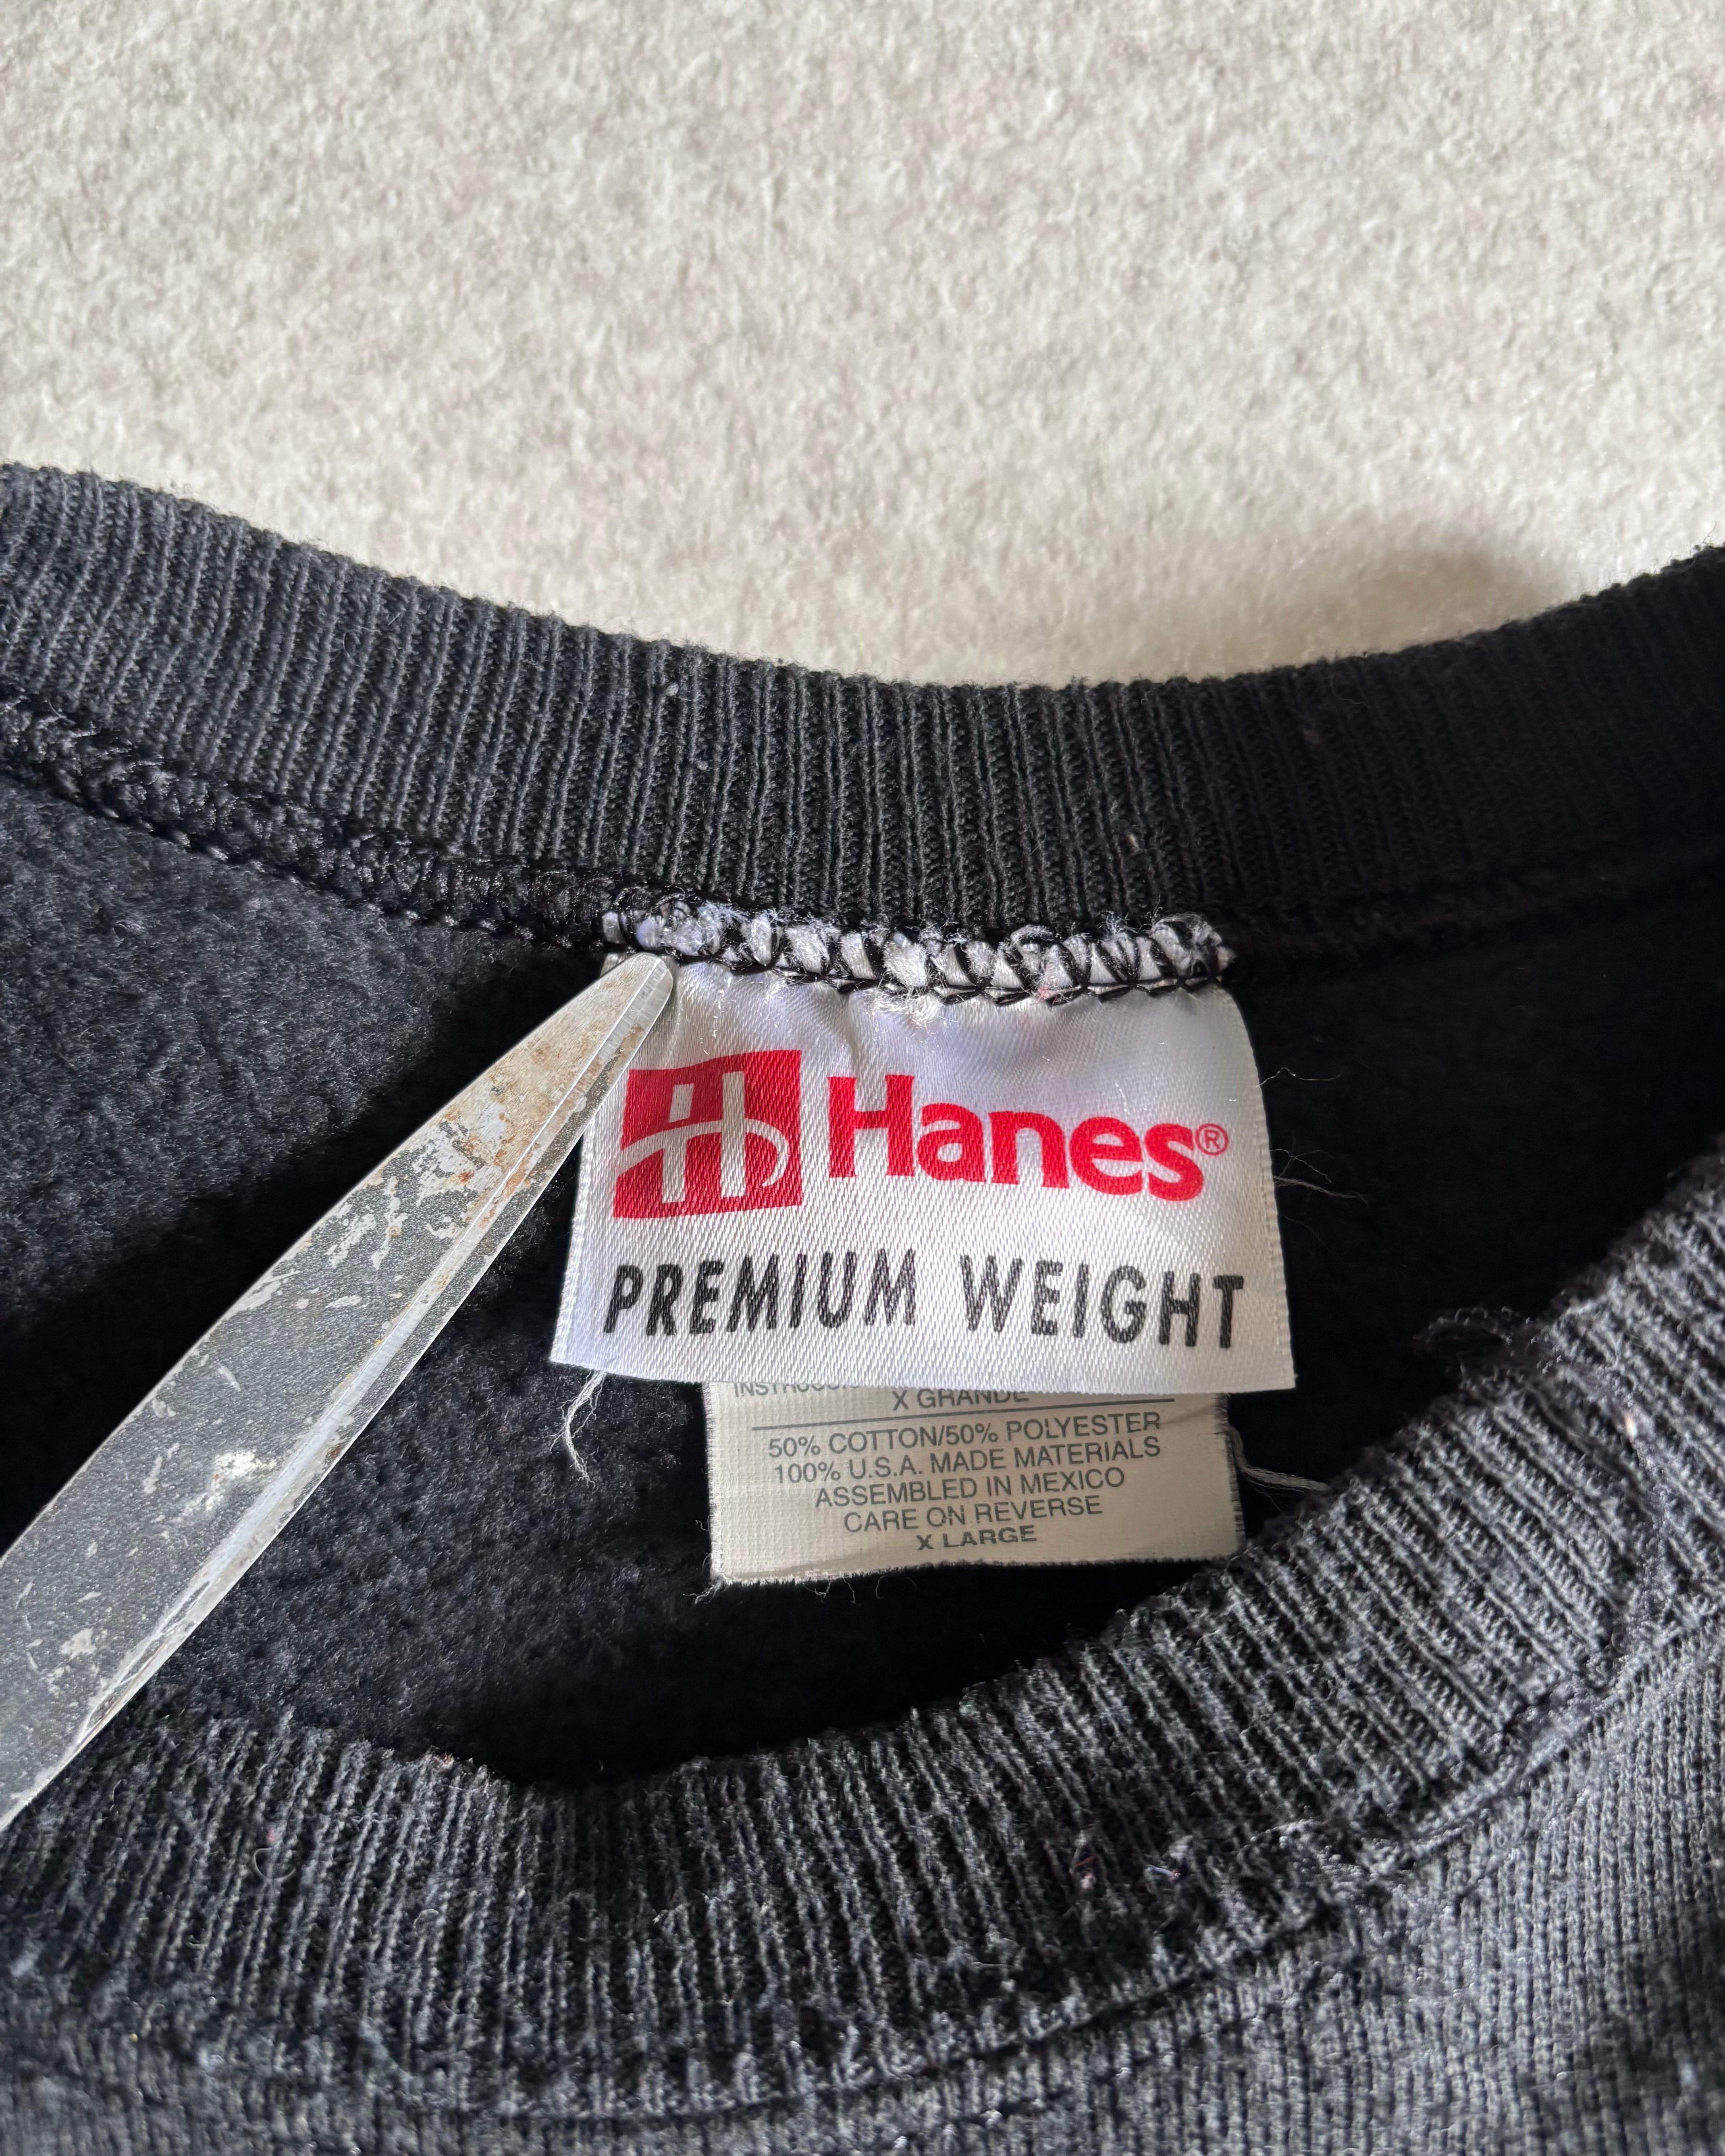 Hanes®
PREMIUM WEIGHT
X GRANDE
50% COTTON/50% POLYESTER
100% U.S.A. MADE MATERIALS
ASSEMBLED IN MEXICO
CARE ON REVERSE
X LARGE